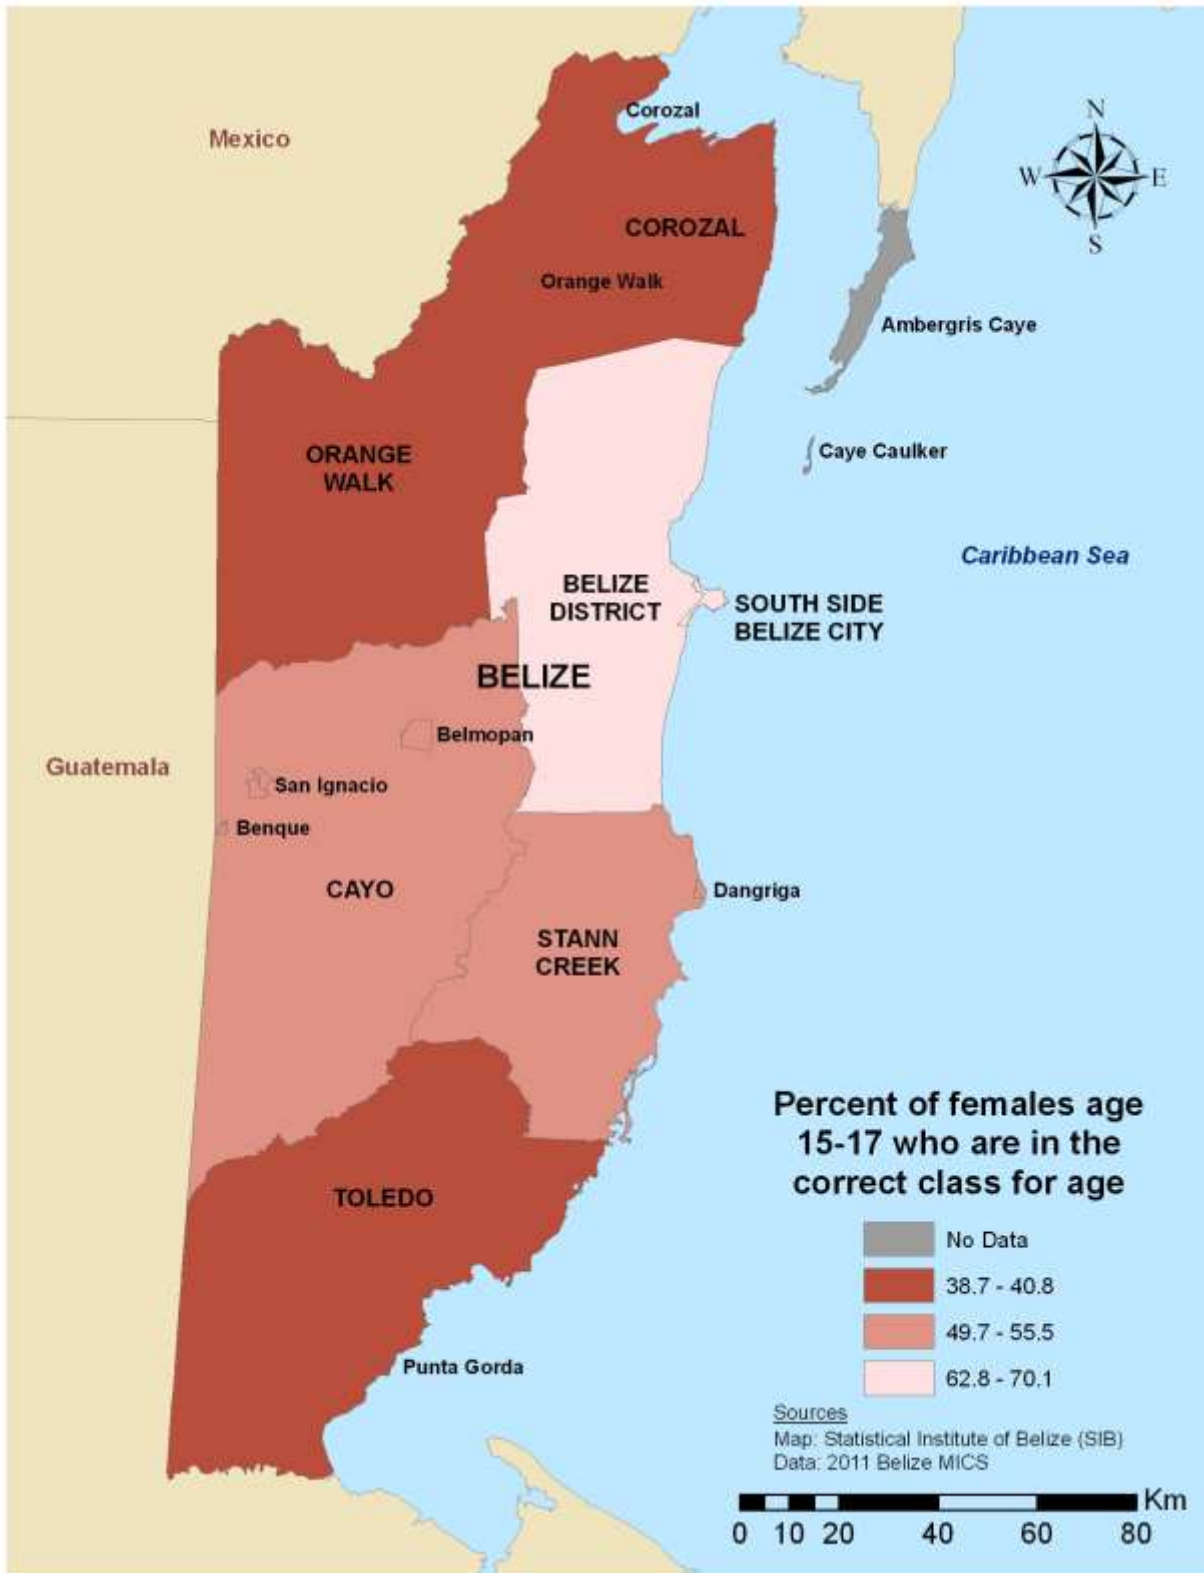 Mexico
Corozal
N
W
E
S
COROZAL
Orange Walk
Ambergris Caye
ORANGE
WALK
Caye Caulker
Caribbean Sea
BELIZE
DISTRICT
SOUTH SIDE
BELIZE CITY
BELIZE
Belmopan
Guatemala
San Ignacio
Benque
CAYO
Dangriga
STANN
CREEK
TOLEDO
Punta Gorda
Percent of females age
15-17 who are in the
correct class for age
No Data
38.7 - 40.8
49.7 - 55.5
62.8 - 70.1
Sources
Map: Statistical Institute of Belize (SIB)
Data: 2011 Belize MICS
Km
0 10 20 40 60 80